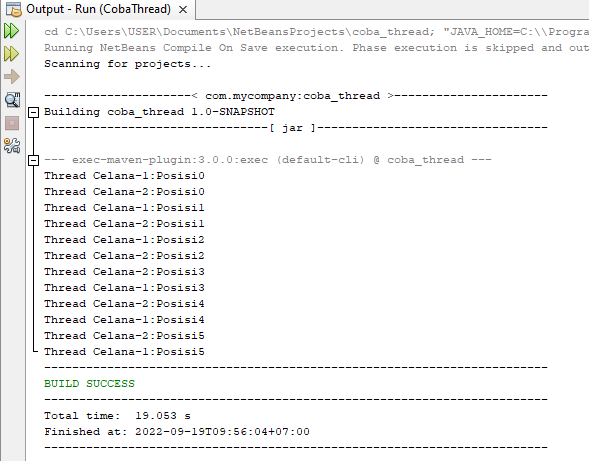 Output - Run (CobaThread)
cd C:\Users\USER\Documents\NetBeansProjects\coba_thread; "JAVA_HOME=C:\\Progra
Running NetBeans Compile On Save execution. Phase execution is skipped and out
Scanning for projects...
--------------------< com.mycompany:coba_thread >---------------------
Building coba_thread 1.0-SNAPSHOT
--------------------------------[ jar ]---------------------------------
--- exec-maven-plugin:3.0.0:exec (default-cli) @ coba_thread ---
Thread Celana-1:Posisi0
Thread Celana-2:Posisi0
Thread Celana-1:Posisi1
Thread Celana-2:Posisi1
Thread Celana-1:Posisi2
Thread Celana-2:Posisi2
Thread Celana-2:Posisi3
Thread Celana-1:Posisi3
Thread Celana-2:Posisi4
Thread Celana-1:Posisi4
Thread Celana-2:Posisi5
Thread Celana-1:Posisi5
------------------------------------------------------------------------
BUILD SUCCESS
------------------------------------------------------------------------
Total time:  19.053 s
Finished at: 2022-09-19T09:56:04+07:00
------------------------------------------------------------------------